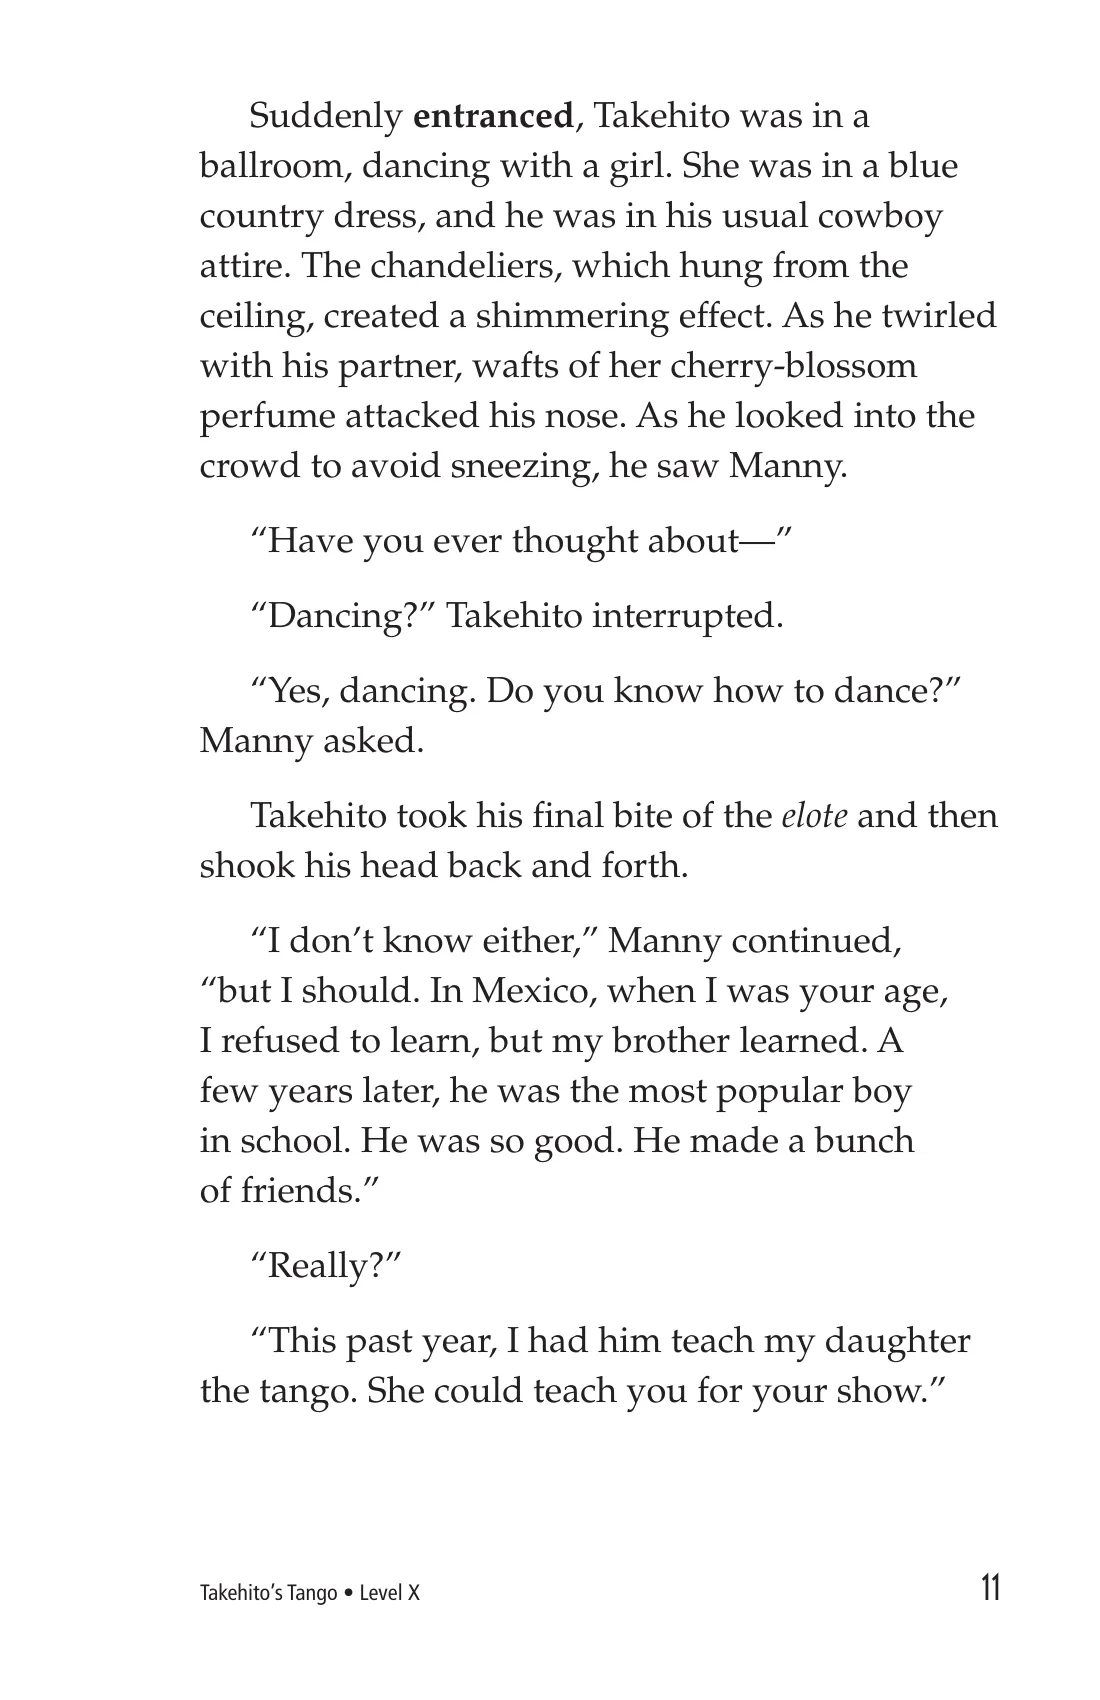 Suddenly entranced, Takehito was in a
ballroom, dancing with a girl. She was in a blue
country dress, and he was in his usual cowboy
attire. The chandeliers, which hung from the
ceiling, created a shimmering effect. As he twirled
with his partner, wafts of her cherry-blossom
perfume attacked his nose. As he looked into the
crowd to avoid sneezing, he saw Manny.
“Have you ever thought about—”
“Dancing?” Takehito interrupted.
“Yes, dancing. Do you know how to dance?”
Manny asked.
Takehito took his final bite of the elote and then
shook his head back and forth.
“I don’t know either,” Manny continued,
“but I should. In Mexico, when I was your age,
I refused to learn, but my brother learned. A
few years later, he was the most popular boy
in school. He was so good. He made a bunch
of friends.”
“Really?”
“This past year, I had him teach my daughter
the tango. She could teach you for your show.”
Takehito’s Tango • Level X
11